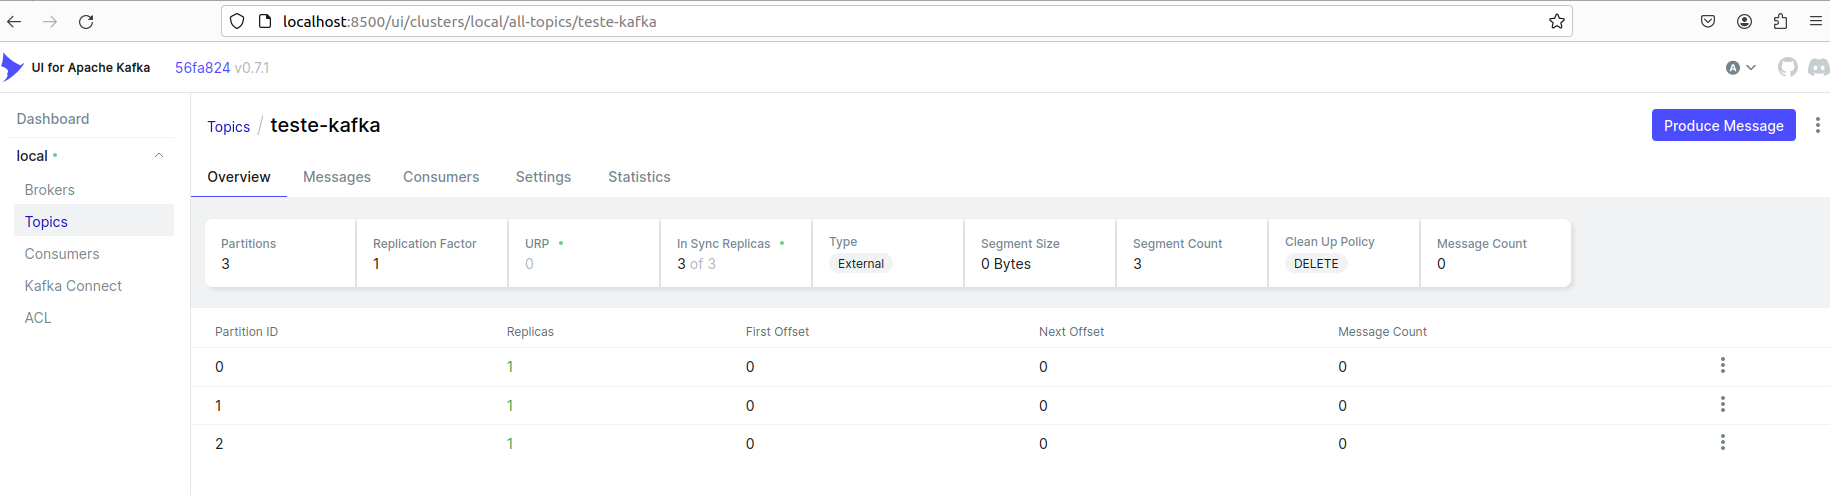 localhost:8500/ui/clusters/local/all-topics/teste-kafka
UI for Apache Kafka 56fa824 v0.7.1 A
Dashboard
local
Brokers
Topics
Consumers
Kafka Connect
ACL
Topics / teste-kafka Produce Message
Overview Messages Consumers Settings Statistics
Partitions Replication Factor URP In Sync Replicas Type Segment Size Segment Count Clean Up Policy Message Count
3 1 0 3 of 3 External 0 Bytes 3 DELETE 0
Partition ID Replicas First Offset Next Offset Message Count
0 1 0 0 0
1 1 0 0 0
2 1 0 0 0